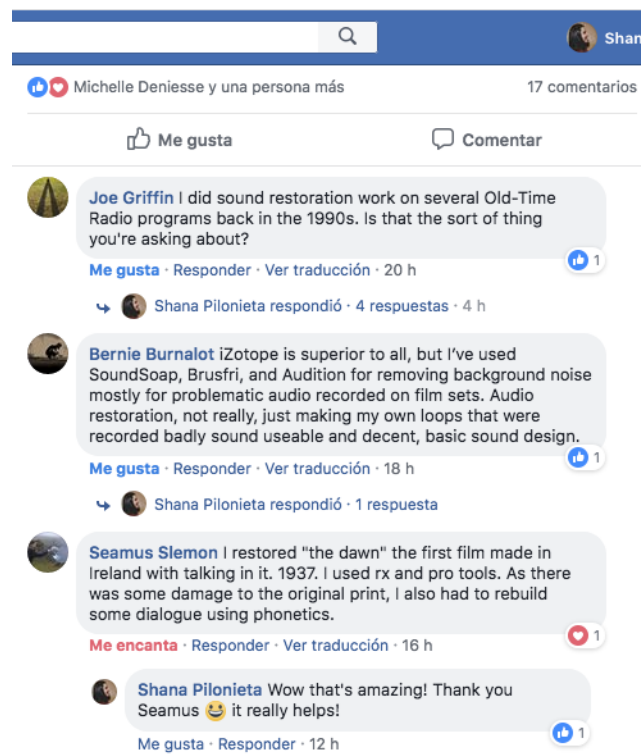 Shan
Michelle Deniesse y una persona más
17 comentarios
Me gusta
Comentar
Joe Griffin I did sound restoration work on several Old-Time
Radio programs back in the 1990s. Is that the sort of thing
you're asking about?
1
Me gusta · Responder · Ver traducción · 20 h
Shana Pilonieta respondió · 4 respuestas · 4 h
Bernie Burnalot iZotope is superior to all, but I’ve used
SoundSoap, Brusfri, and Audition for removing background noise
mostly for problematic audio recorded on film sets. Audio
restoration, not really, just making my own loops that were
recorded badly sound useable and decent, basic sound design.
1
Me gusta · Responder · Ver traducción · 18 h
Shana Pilonieta respondió · 1 respuesta
Seamus Slemon I restored "the dawn" the first film made in
Ireland with talking in it. 1937. I used rx and pro tools. As there
was some damage to the original print, I also had to rebuild
some dialogue using phonetics.
1
Me encanta · Responder · Ver traducción · 16 h
Shana Pilonieta Wow that's amazing! Thank you
Seamus 😃 it really helps!
1
Me gusta · Responder · 12 h